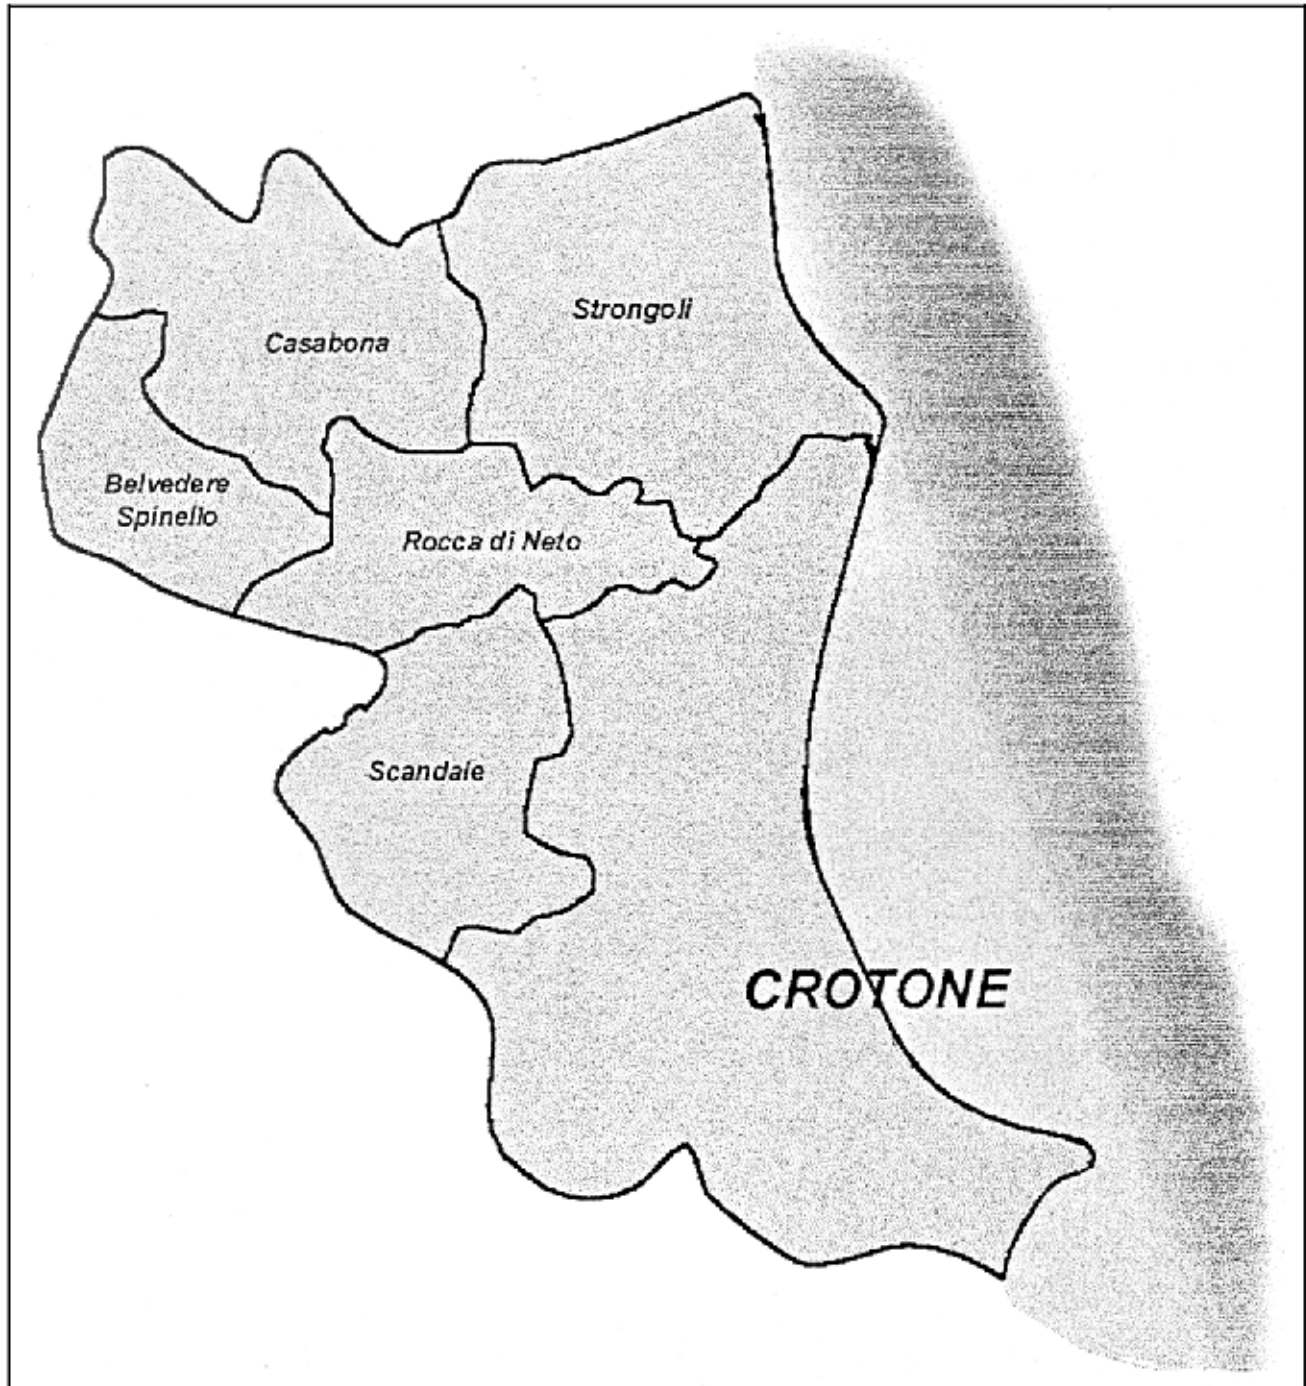 Strongoli
Casabona
Belvedere
Spinello
Rocca di Neto
Scandale
CROTONE